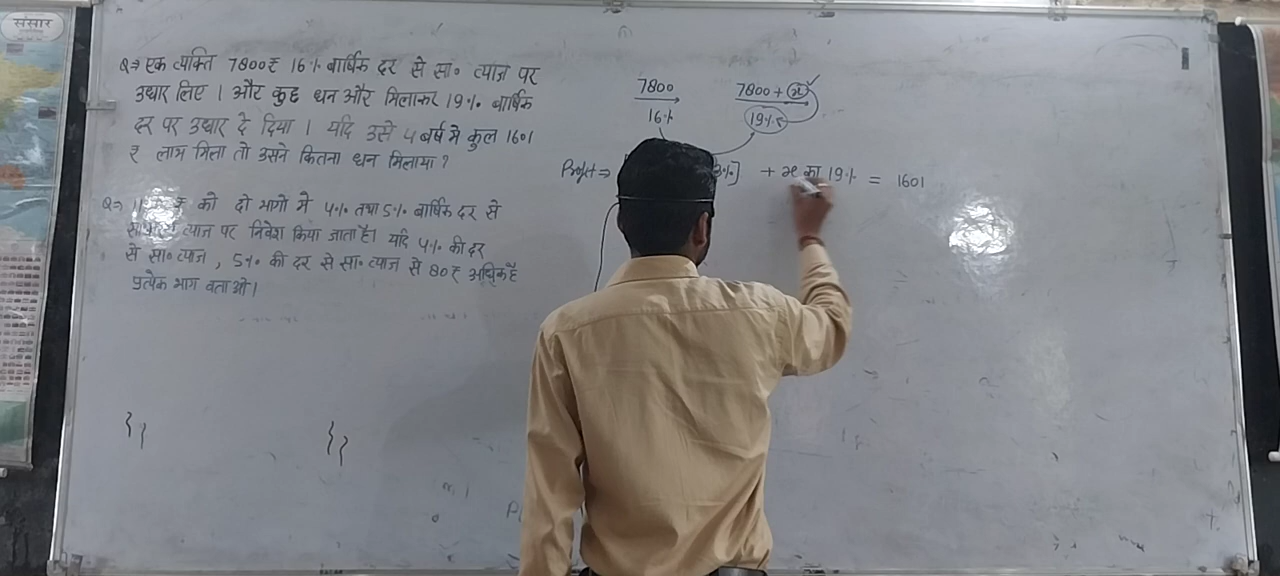 संसार
Q⇒ एक व्यक्ति 7800₹ 16% वार्षिक दर से सा० ब्याज पर
उधार लिए । और कुछ धन और मिलाकर 19% वार्षिक
दर पर उधार दे दिया । यदि उसे 4 वर्ष मे कुल 1601
₹ लाभ मिला तो उसने कितना धन मिलाया ?
Q⇒ ₹ को दो भागो मे 4% तथा 5% वार्षिक दर से
ब्याज पर निवेश किया जाता है। यदि 4% की दर
से सा० ब्याज , 5% की दर से सा० ब्याज से 80₹ अधिक है
प्रत्येक भाग बताओ।
7800
16%
7800 + x ✓
19%
Profit ⇒ 3%] + x का 19% = 1601